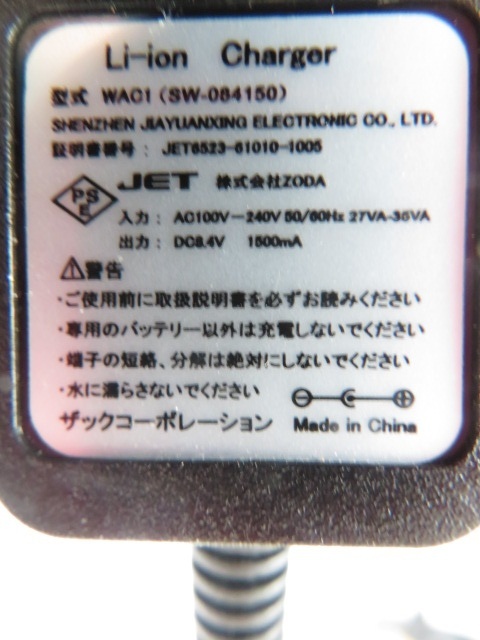 Li-ion Charger
型式 WAC1 (SW-084150)
SHENZHEN JIAYUANXING ELECTRONIC CO., LTD.
証明書番号： JET6523-61010-1005
PSE JET 株式会社ZODA
入力： AC100V-240V 50/60Hz 27VA-35VA
出力： DC8.4V 1500mA
⚠警告
・ご使用前に取扱説明書を必ずお読みください
・専用のバッテリー以外は充電しないでください
・端子の短絡、分解は絶対にしないでください
・水に濡らさないでください
ザックコーポレーション Made in China